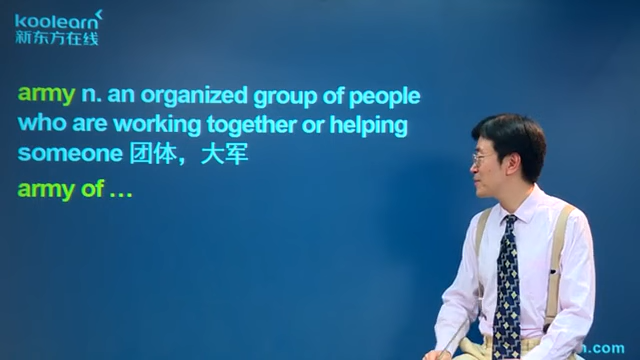 koolearn
新东方在线
army n. an organized group of people
who are working together or helping
someone 团体，大军
army of …
n.com